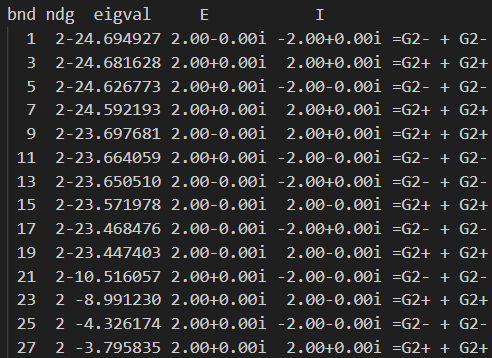 bnd ndg  eigval     E            I
  1  2-24.694927 2.00-0.00i -2.00+0.00i =G2- + G2-
  3  2-24.681628 2.00+0.00i  2.00+0.00i =G2+ + G2+
  5  2-24.626773 2.00+0.00i -2.00-0.00i =G2- + G2-
  7  2-24.592193 2.00+0.00i  2.00+0.00i =G2+ + G2+
  9  2-23.697681 2.00-0.00i  2.00+0.00i =G2+ + G2+
 11  2-23.664059 2.00-0.00i -2.00-0.00i =G2- + G2-
 13  2-23.650510 2.00-0.00i -2.00+0.00i =G2- + G2-
 15  2-23.571978 2.00-0.00i  2.00+0.00i =G2+ + G2+
 17  2-23.468476 2.00-0.00i -2.00+0.00i =G2- + G2-
 19  2-23.447403 2.00-0.00i  2.00-0.00i =G2+ + G2+
 21  2-10.516057 2.00+0.00i -2.00-0.00i =G2- + G2-
 23  2 -8.991230 2.00+0.00i  2.00-0.00i =G2+ + G2+
 25  2 -4.326174 2.00+0.00i -2.00-0.00i =G2- + G2-
 27  2 -3.795835 2.00+0.00i  2.00-0.00i =G2+ + G2+